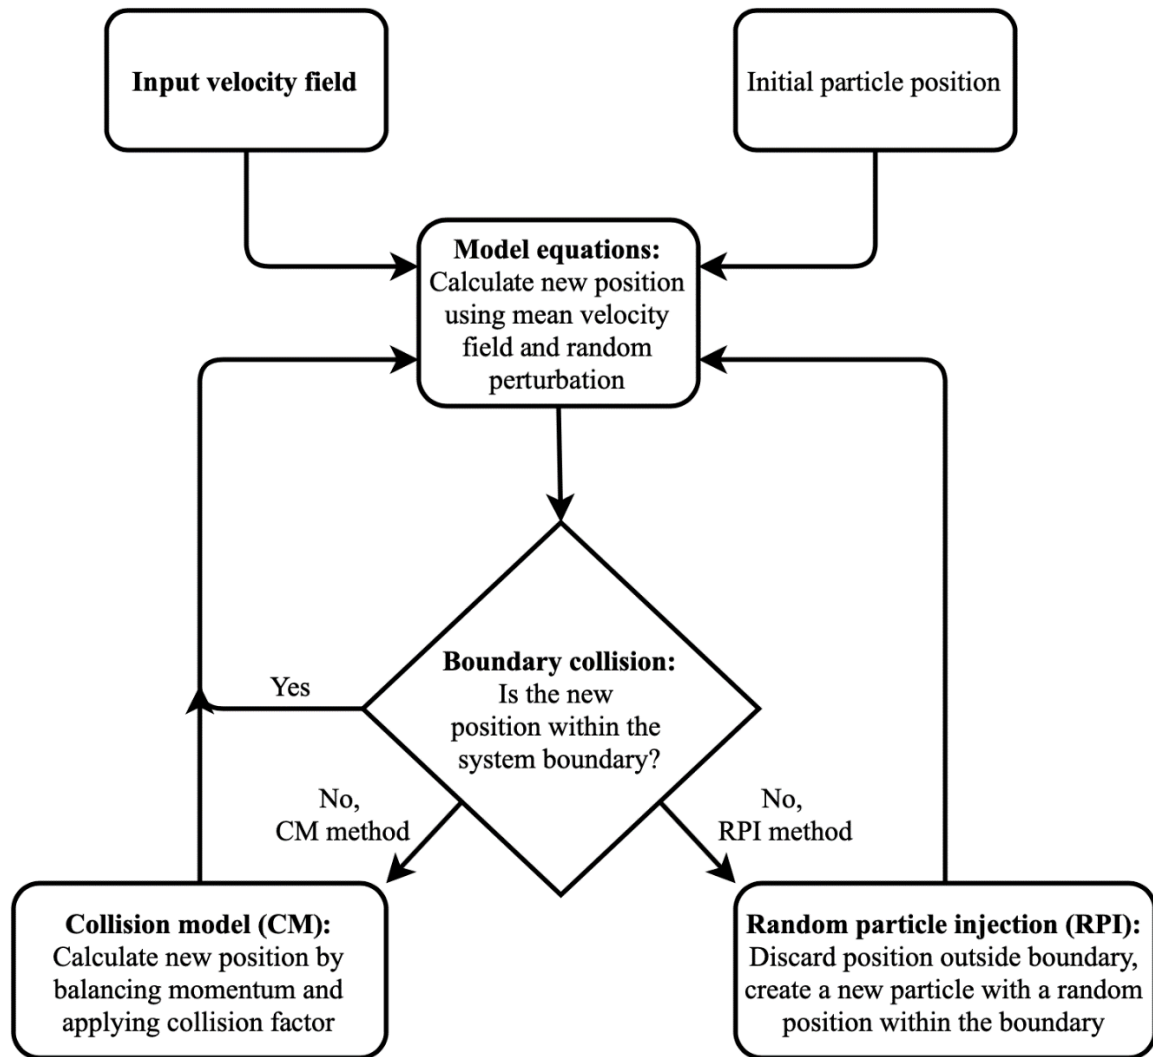 Input velocity field
Initial particle position
Model equations:
Calculate new position
using mean velocity
field and random
perturbation
Boundary collision:
Is the new
position within the
system boundary?
Yes
No,
CM method
No,
RPI method
Collision model (CM):
Calculate new position by
balancing momentum and
applying collision factor
Random particle injection (RPI):
Discard position outside boundary,
create a new particle with a random
position within the boundary